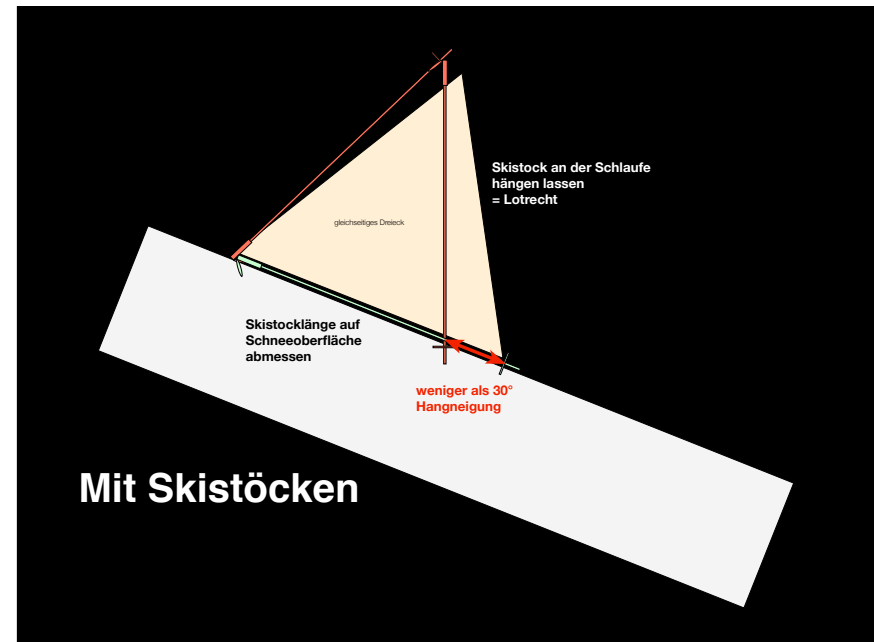 Skistock an der Schlaufe
hängen lassen
= Lotrecht
gleichseitiges Dreieck
Skistocklänge auf
Schneeoberfläche
abmessen
weniger als 30°
Hangneigung
Mit Skistöcken